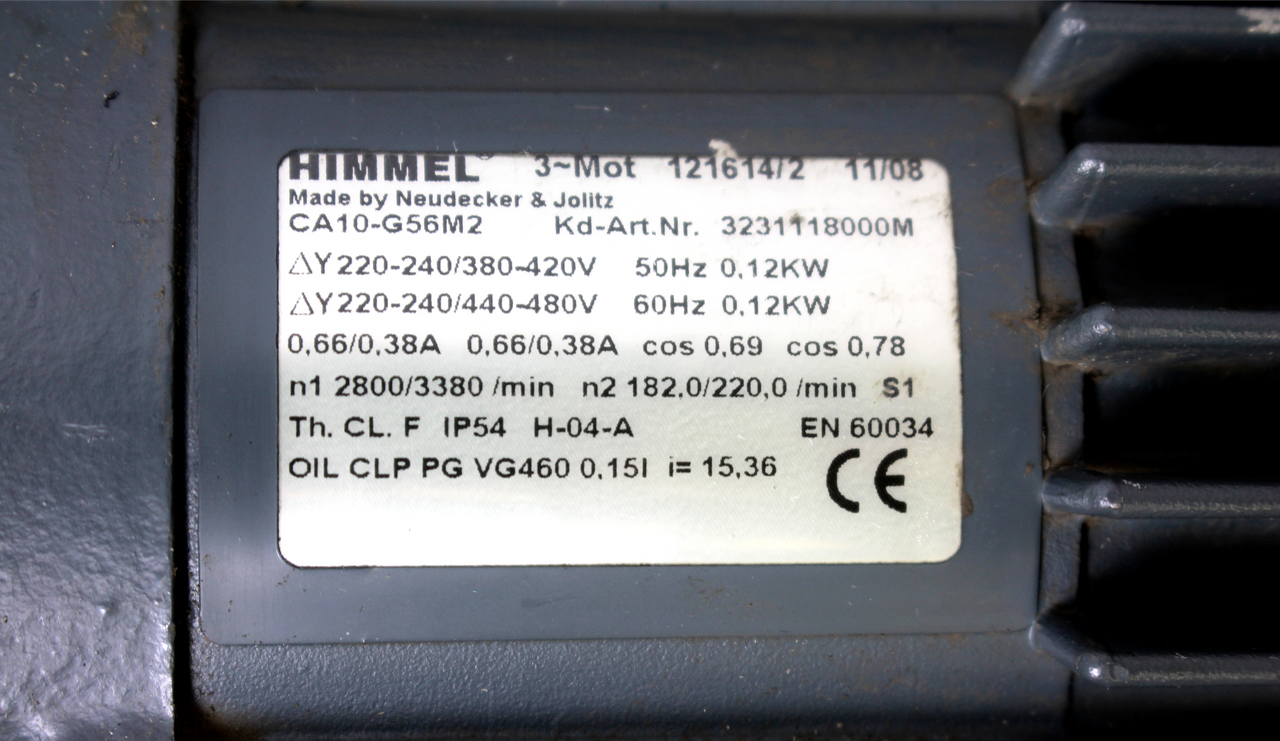 HIMMEL 3~Mot 121614/2 11/08
Made by Neudecker & Jolitz
CA10-G56M2 Kd-Art.Nr. 3231118000M
△Y 220-240/380-420V 50Hz 0,12KW
△Y 220-240/440-480V 60Hz 0,12KW
0,66/0,38A 0,66/0,38A cos 0,69 cos 0,78
n1 2800/3380 /min n2 182,0/220,0 /min S1
Th. CL. F IP54 H-04-A EN 60034
OIL CLP PG VG460 0,15l i= 15,36
CE